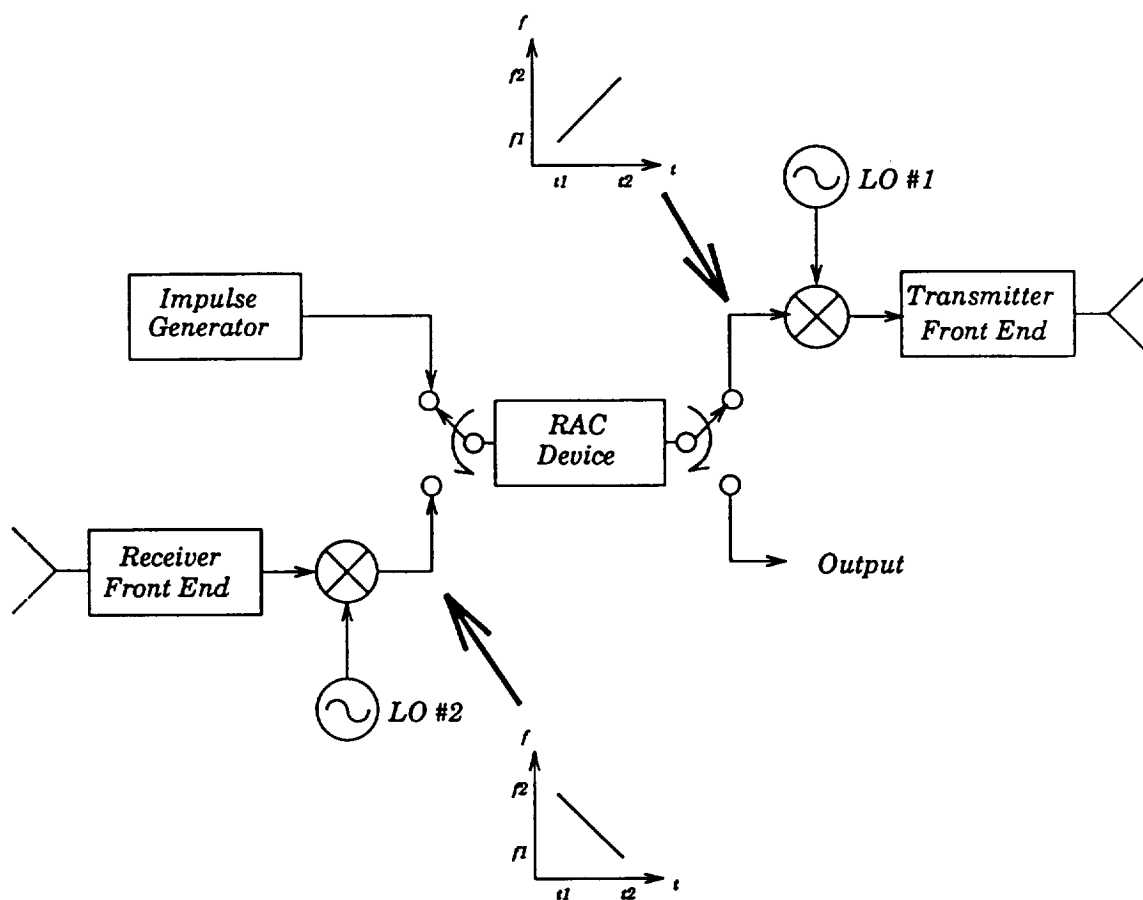 f
f2
f1
t1 t2 t
LO #1
Impulse
Generator
Transmitter
Front End
RAC
Device
Receiver
Front End
Output
LO #2
f
f2
f1
t1 t2 t